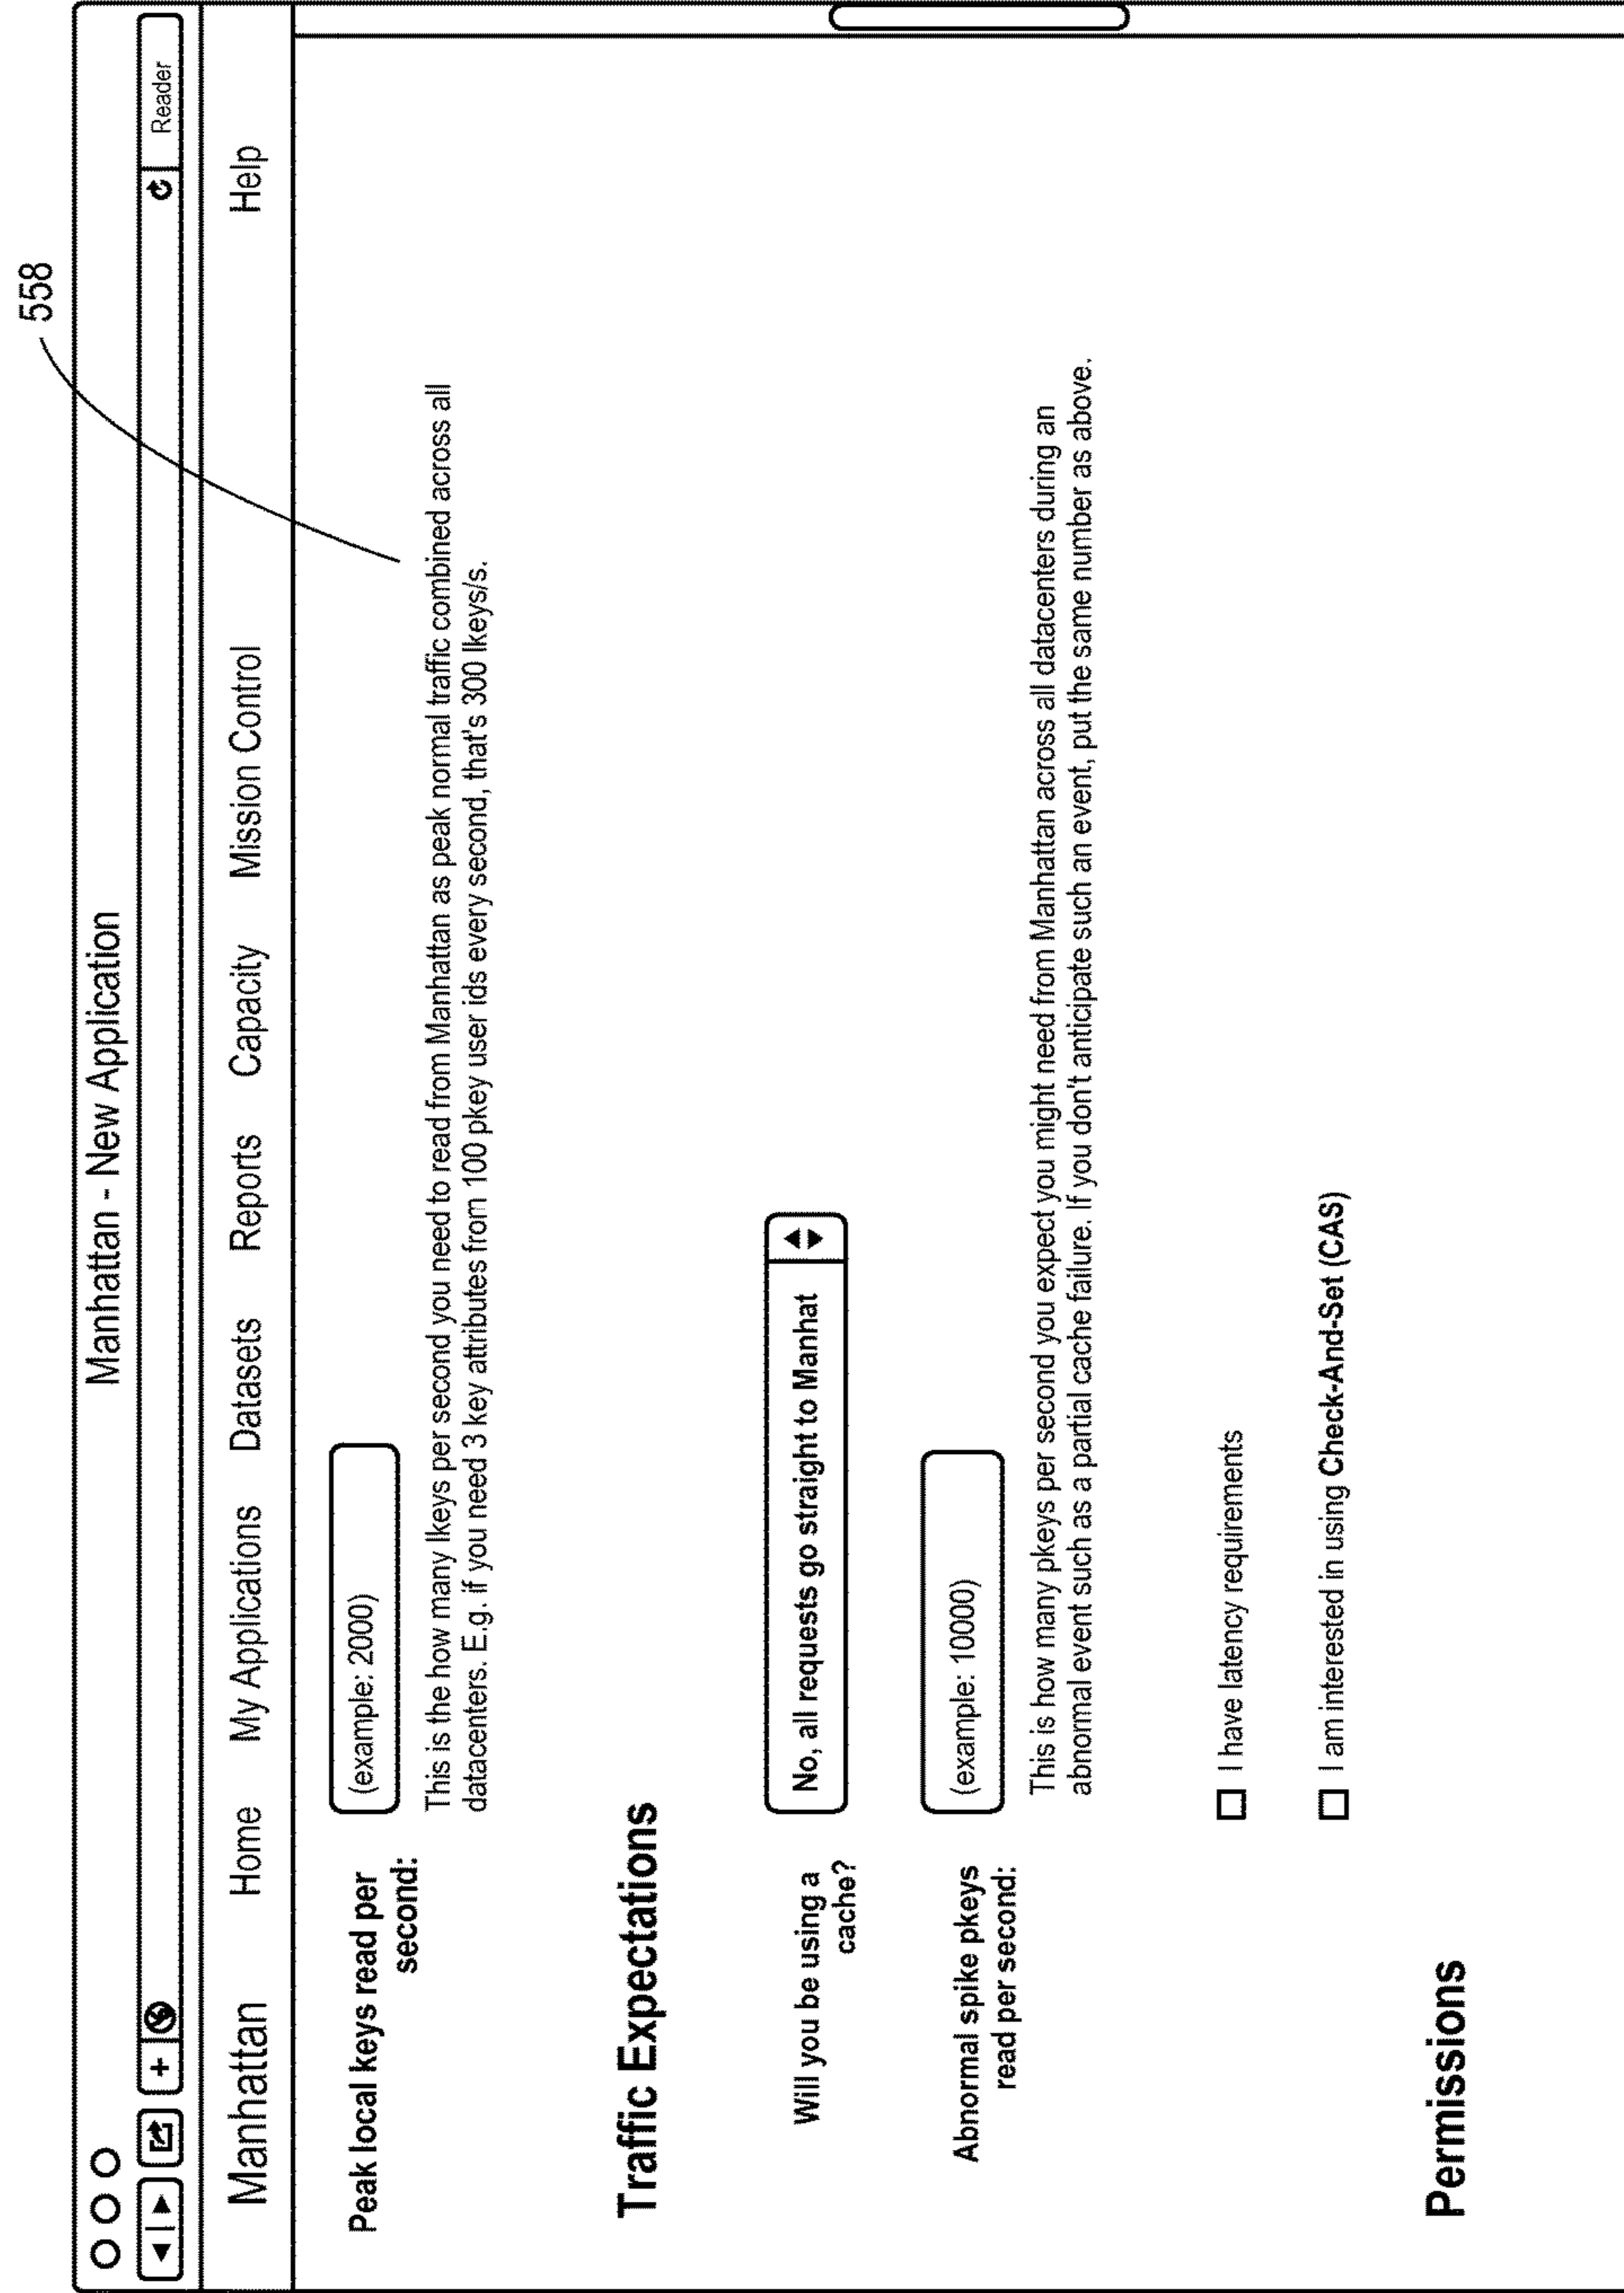 558
Manhattan - New Application
Reader
Manhattan Home My Applications Datasets Reports Capacity Mission Control Help
Peak local keys read per
second:
(example: 2000)
This is the how many lkeys per second you need to read from Manhattan as peak normal traffic combined across all
datacenters. E.g. if you need 3 key attributes from 100 pkey user ids every second, that's 300 lkeys/s.
Traffic Expectations
Will you be using a
cache?
No, all requests go straight to Manhat
Abnormal spike pkeys
read per second:
(example: 10000)
This is how many pkeys per second you expect you might need from Manhattan across all datacenters during an
abnormal event such as a partial cache failure. If you don't anticipate such an event, put the same number as above.
I have latency requirements
I am interested in using Check-And-Set (CAS)
Permissions